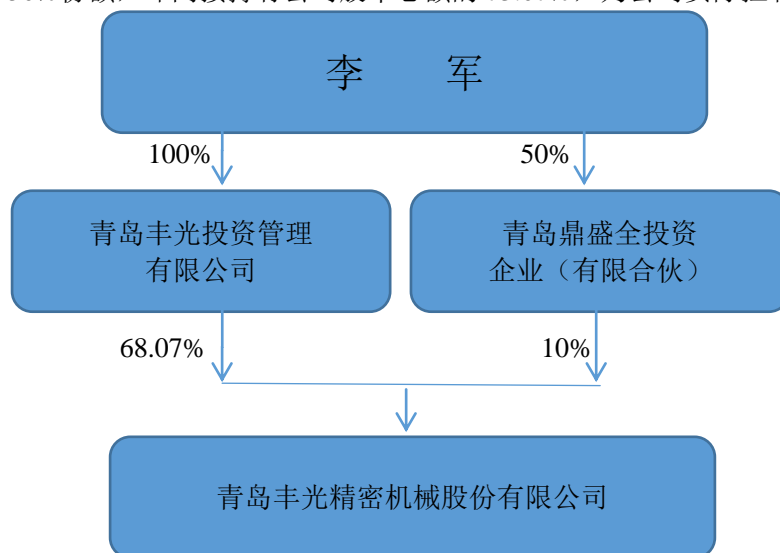 李 军
100%
50%
青岛丰光投资管理
有限公司
青岛鼎盛全投资
企业（有限合伙）
68.07%
10%
青岛丰光精密机械股份有限公司